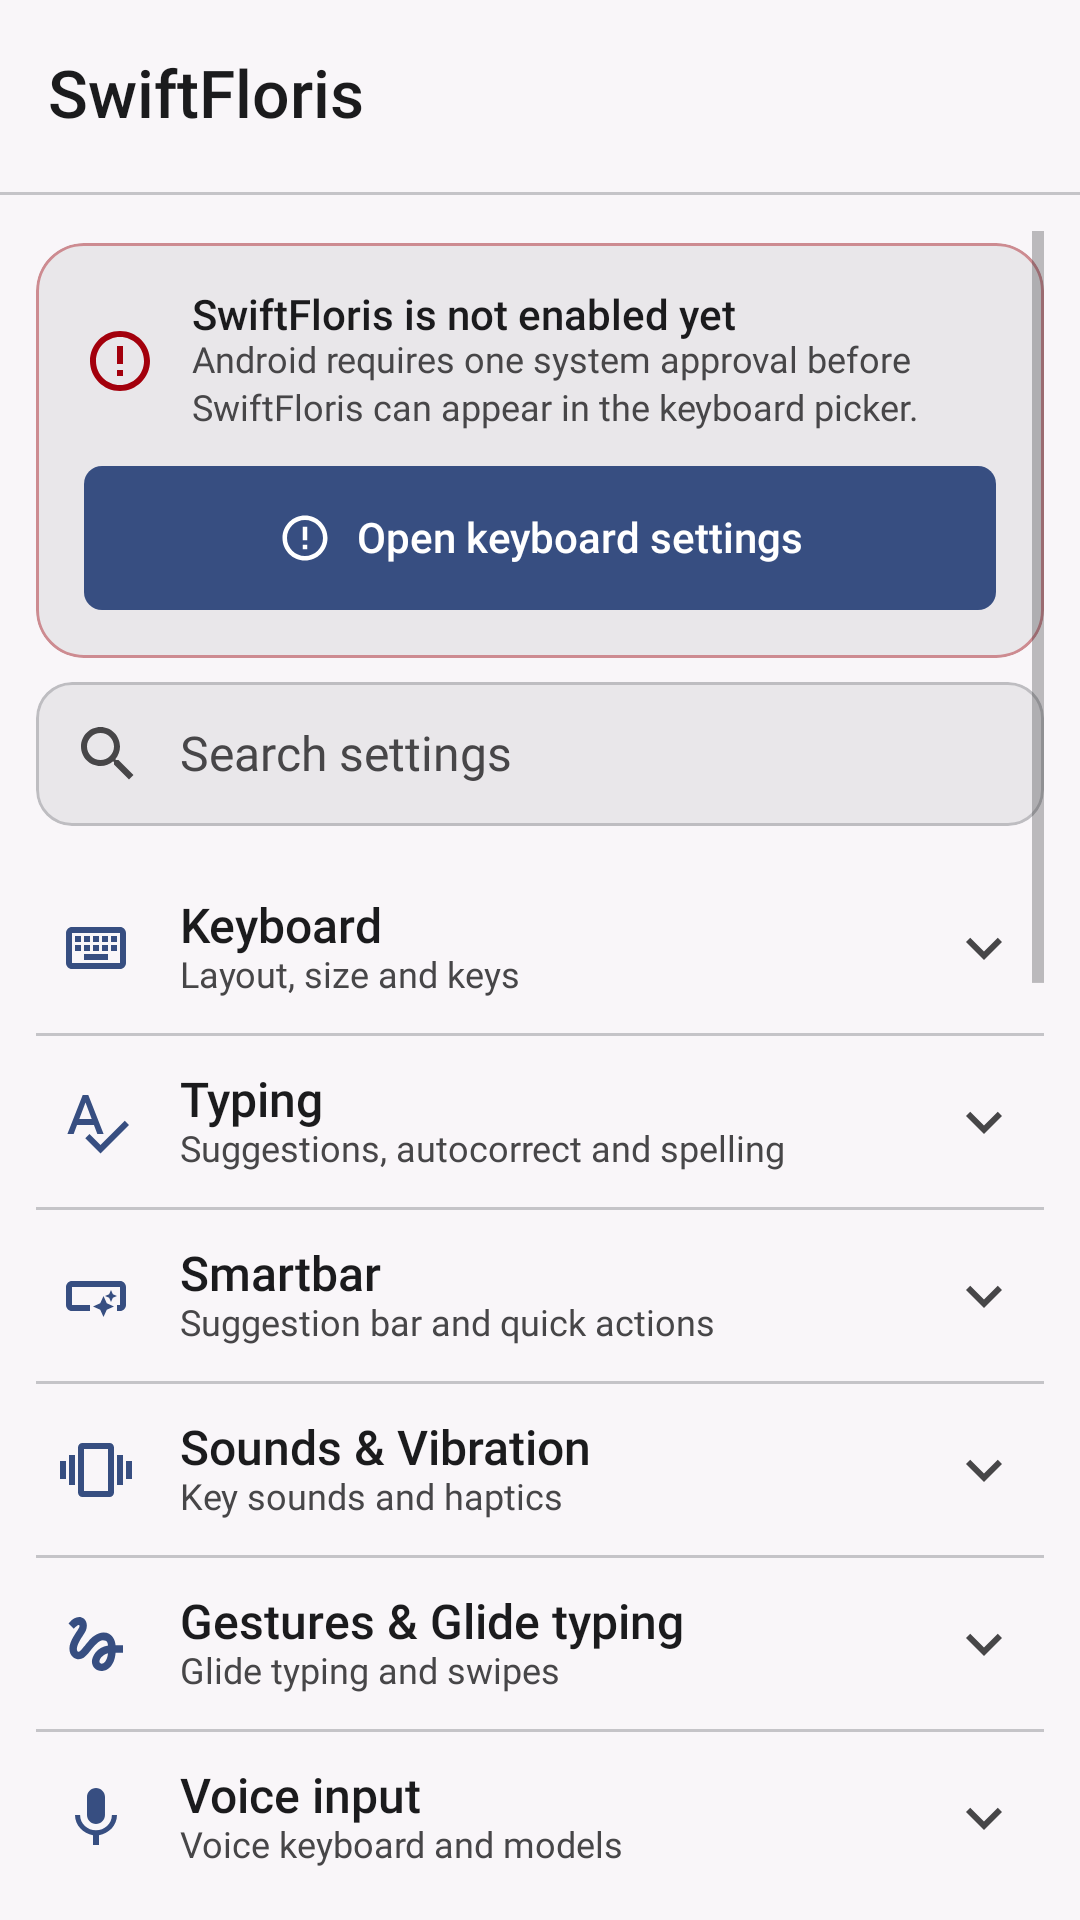 SwiftFloris
SwiftFloris is not enabled yet
Android requires one system approval before
SwiftFloris can appear in the keyboard picker.
Open keyboard settings
Search settings
Keyboard
Layout, size and keys
Typing
Suggestions, autocorrect and spelling
Smartbar
Suggestion bar and quick actions
Sounds & Vibration
Key sounds and haptics
Gestures & Glide typing
Glide typing and swipes
Voice input
Voice keyboard and models